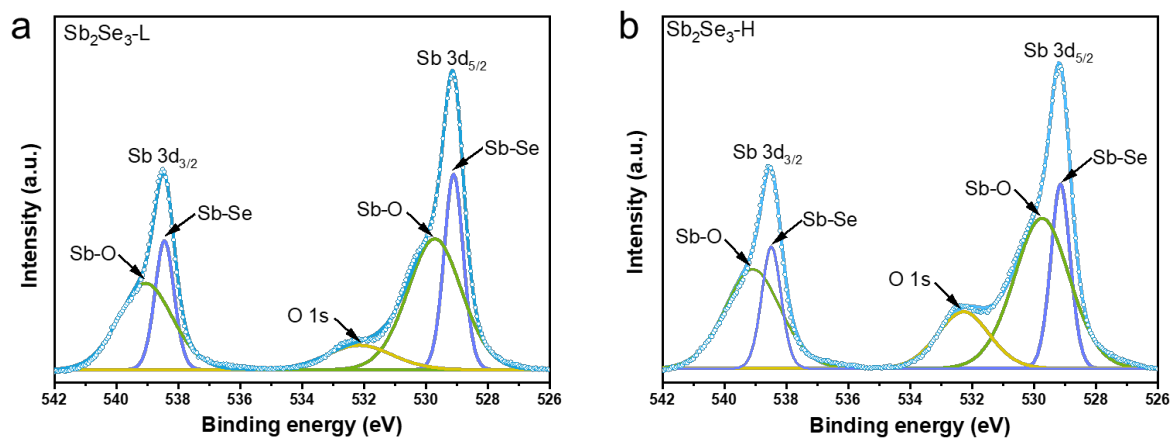 a
Sb₂Se₃-L
Sb 3d₅/₂
Sb 3d₃/₂
Sb-Se
Sb-Se
Sb-O
Sb-O
O 1s
Intensity (a.u.)
542 540 538 536 534 532 530 528 526
Binding energy (eV)
b
Sb₂Se₃-H
Sb 3d₅/₂
Sb 3d₃/₂
Sb-Se
Sb-O
Sb-Se
Sb-O
O 1s
Intensity (a.u.)
542 540 538 536 534 532 530 528 526
Binding energy (eV)